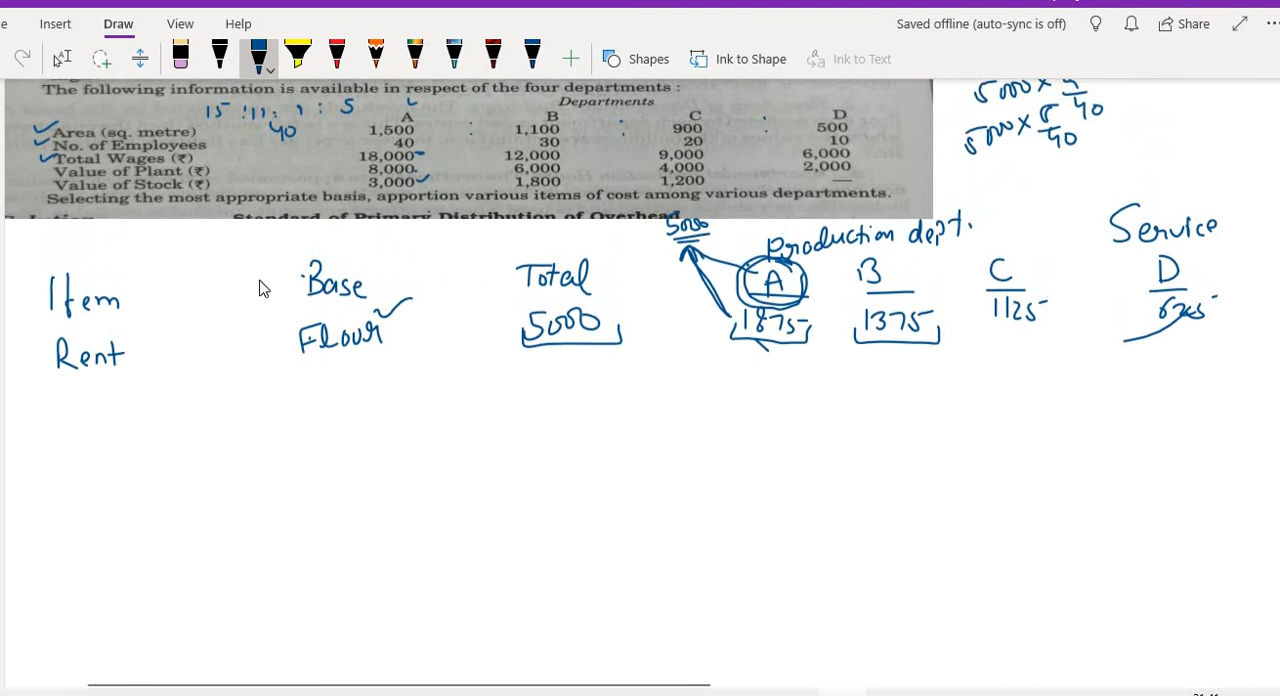 e Insert Draw View Help Saved offline (auto-sync is off) Share
Shapes Ink to Shape Ink to Text
The following information is available in respect of the four departments :
Departments
15 : 11 : 9 : 5
40
A B C D
Area (sq. metre) 1,500 : 1,100 : 900 : 500
No. of Employees 40 30 20 10
Total Wages (₹) 18,000 12,000 9,000 6,000
Value of Plant (₹) 8,000 6,000 4,000 2,000
Value of Stock (₹) 3,000 1,800 1,200 —
Selecting the most appropriate basis, apportion various items of cost among various departments.
Standard of Primary Distribution of Overhead
5000 × 40
5000 × 5/40
5000
Production dept. Service
Item Base Total A B C D
Rent Flour 5000 1875 1375 1125